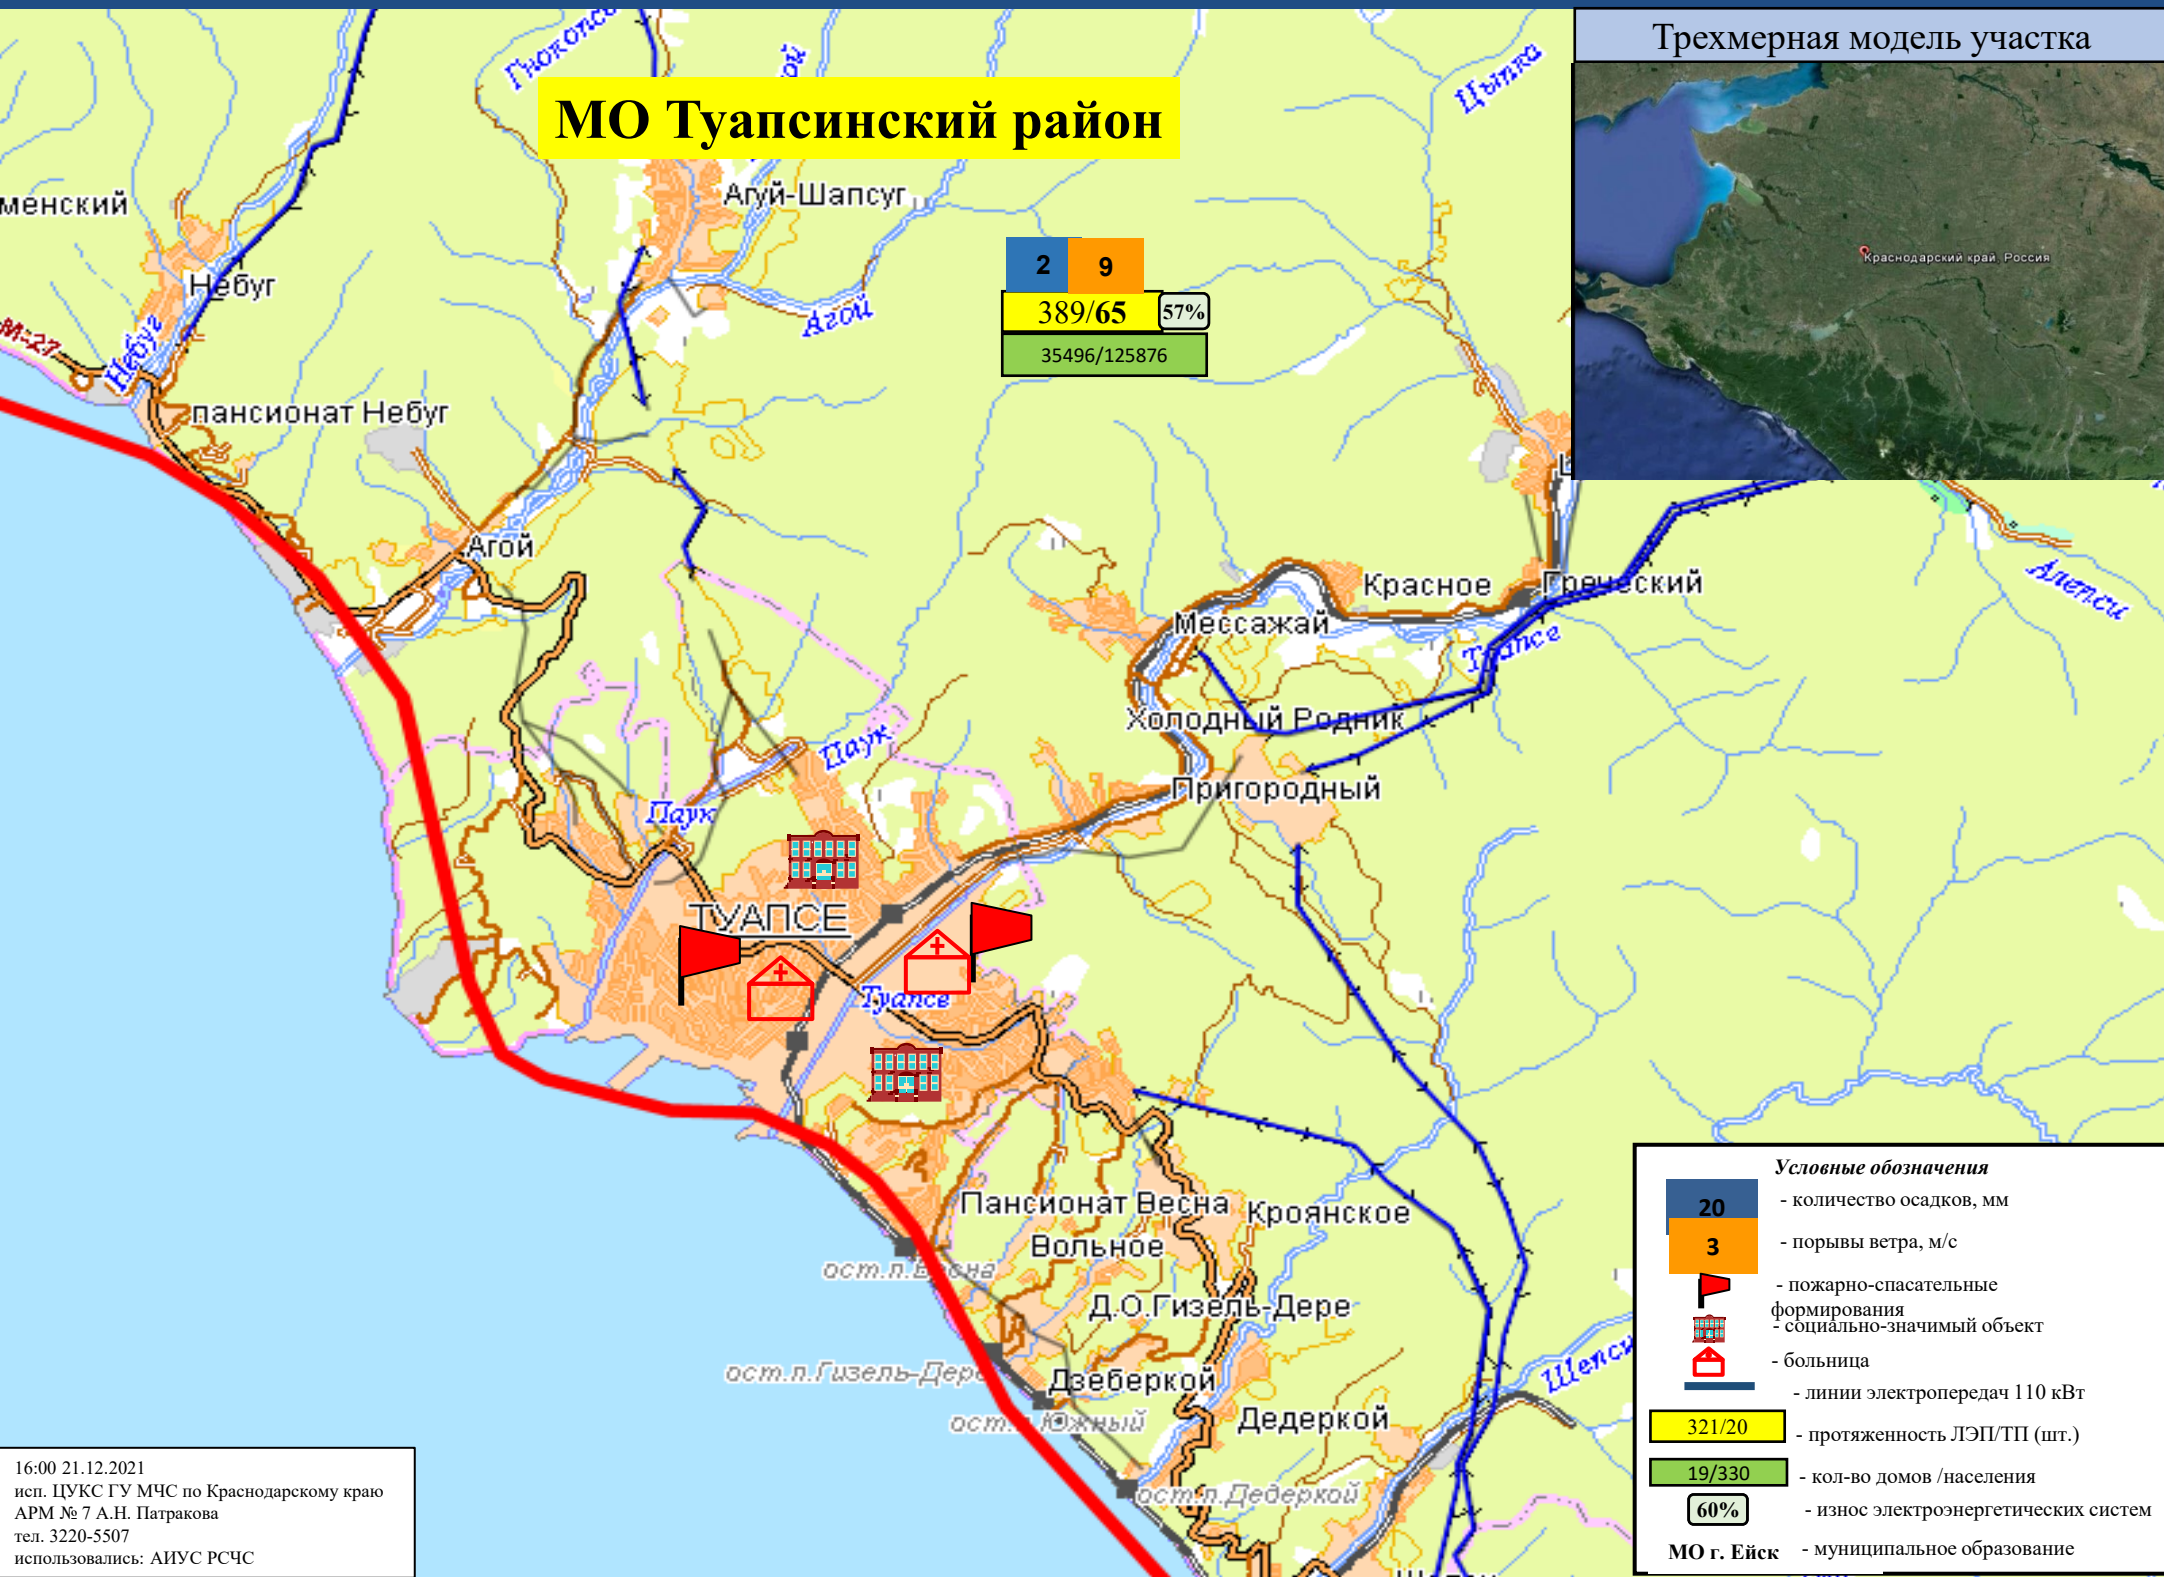 Трехмерная модель участка
Краснодарский край, Россия
МО Туапсинский район
Цыпка
Агуй-Шапсуг
менский
Небуг
Небуг
М-27
Агой
2 9
389/65 57%
35496/125876
пансионат Небуг
Агой
Красное
Греческий
Алепси
Мессажай
Туапсе
Холодный Родник
Паук
Пригородный
Паук
ТУАПСЕ
Туапсе
Пансионат Весна
Кроянское
Вольное
ост.п.Весна
Д.О.Гизель-Дере
ост.п.Гизель-Дере
Дзеберкой
Шепси
ост.п.Южный
Дедеркой
ост.п.Дедеркой
Условные обозначения
20 - количество осадков, мм
3 - порывы ветра, м/с
- пожарно-спасательные
формирования
- социально-значимый объект
- больница
- линии электропередач 110 кВт
321/20 - протяженность ЛЭП/ТП (шт.)
19/330 - кол-во домов /населения
60% - износ электроэнергетических систем
МО г. Ейск - муниципальное образование
16:00 21.12.2021
исп. ЦУКС ГУ МЧС по Краснодарскому краю
АРМ № 7 А.Н. Патракова
тел. 3220-5507
использовались: АИУС РСЧС